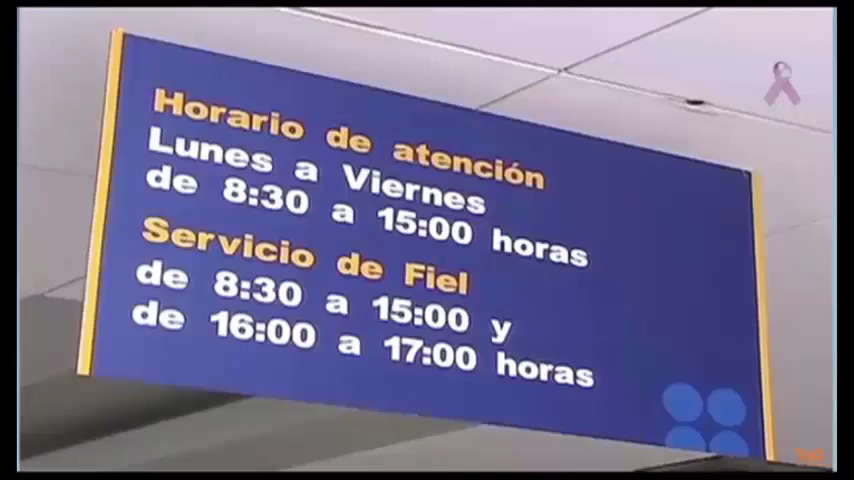 Horario de atención
Lunes a Viernes
de 8:30 a 15:00 horas
Servicio de Fiel
de 8:30 a 15:00 y
de 16:00 a 17:00 horas